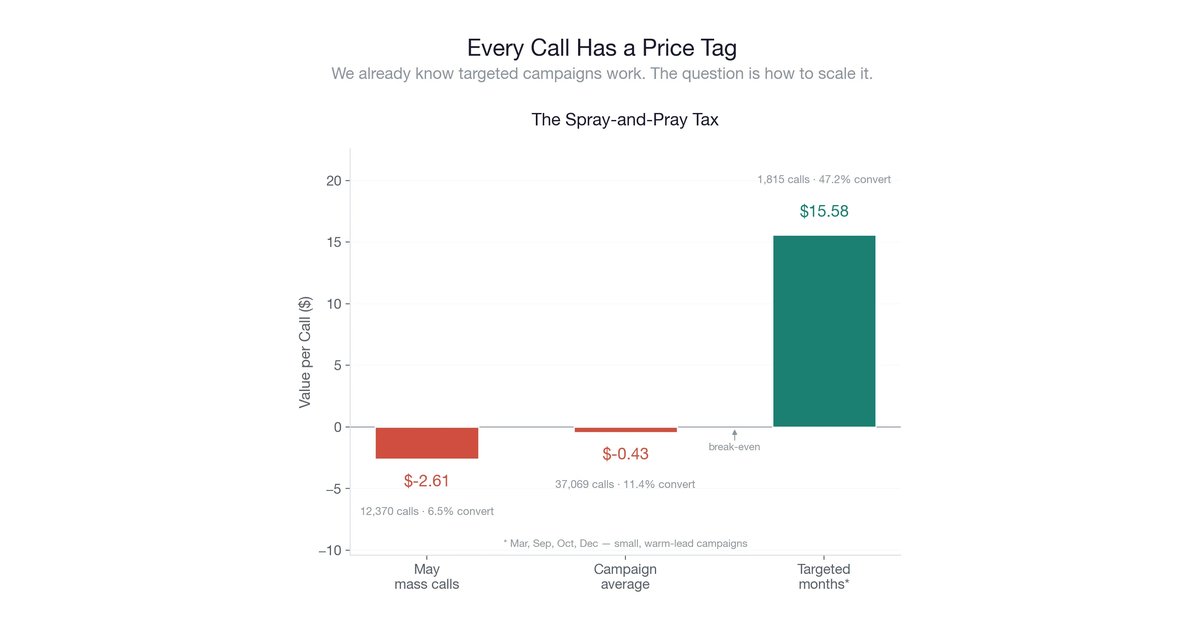 Every Call Has a Price Tag
We already know targeted campaigns work. The question is how to scale it.
The Spray-and-Pray Tax
1,815 calls · 47.2% convert
$15.58
20
15
10
5
0
−5
−10
Value per Call ($)
break-even
$-0.43
37,069 calls · 11.4% convert
$-2.61
12,370 calls · 6.5% convert
* Mar, Sep, Oct, Dec — small, warm-lead campaigns
May
mass calls
Campaign
average
Targeted
months*